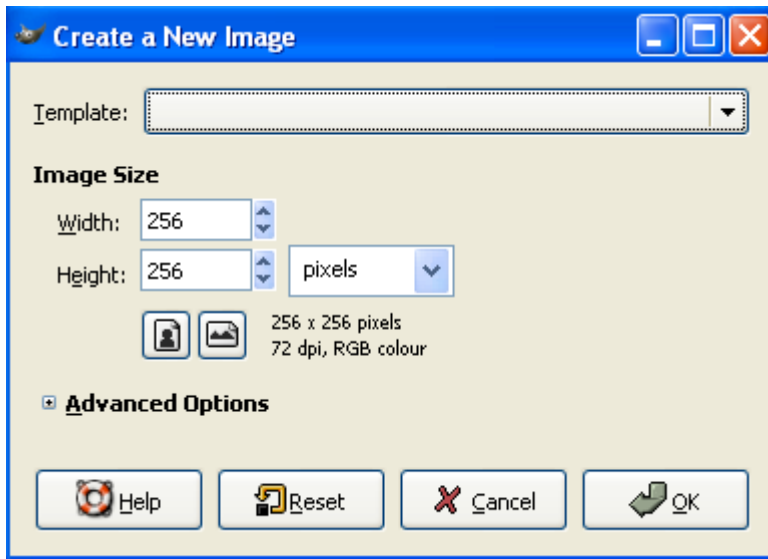 Create a New Image
Template:
Image Size
Width: 256
Height: 256 pixels
256 x 256 pixels
72 dpi, RGB colour
Advanced Options
Help Reset Cancel OK